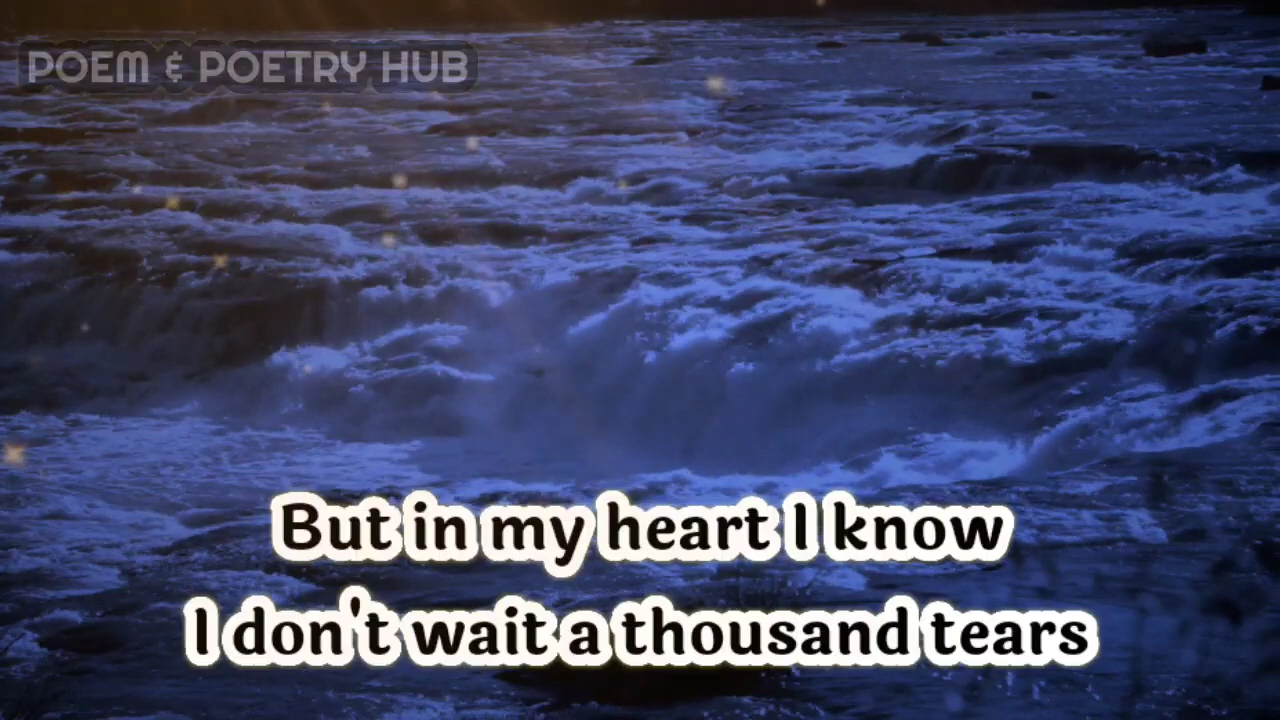 POEM & POETRY HUB
But in my heart I know
I don't wait a thousand tears